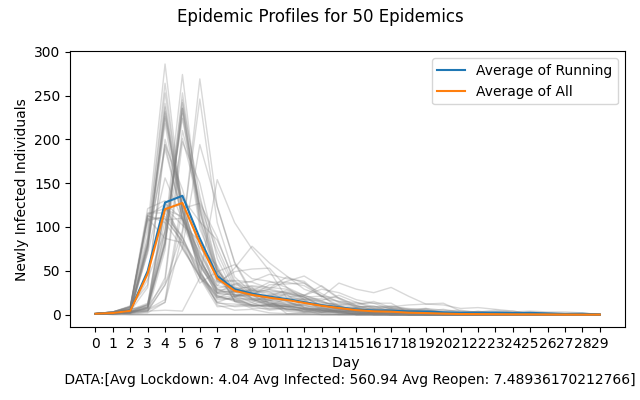 Epidemic Profiles for 50 Epidemics
Newly Infected Individuals
300
250
200
150
100
50
0
Average of Running
Average of All
0 1 2 3 4 5 6 7 8 9 10 11 12 13 14 15 16 17 18 19 20 21 22 23 24 25 26 27 28 29
Day
DATA:[Avg Lockdown: 4.04 Avg Infected: 560.94 Avg Reopen: 7.48936170212766]